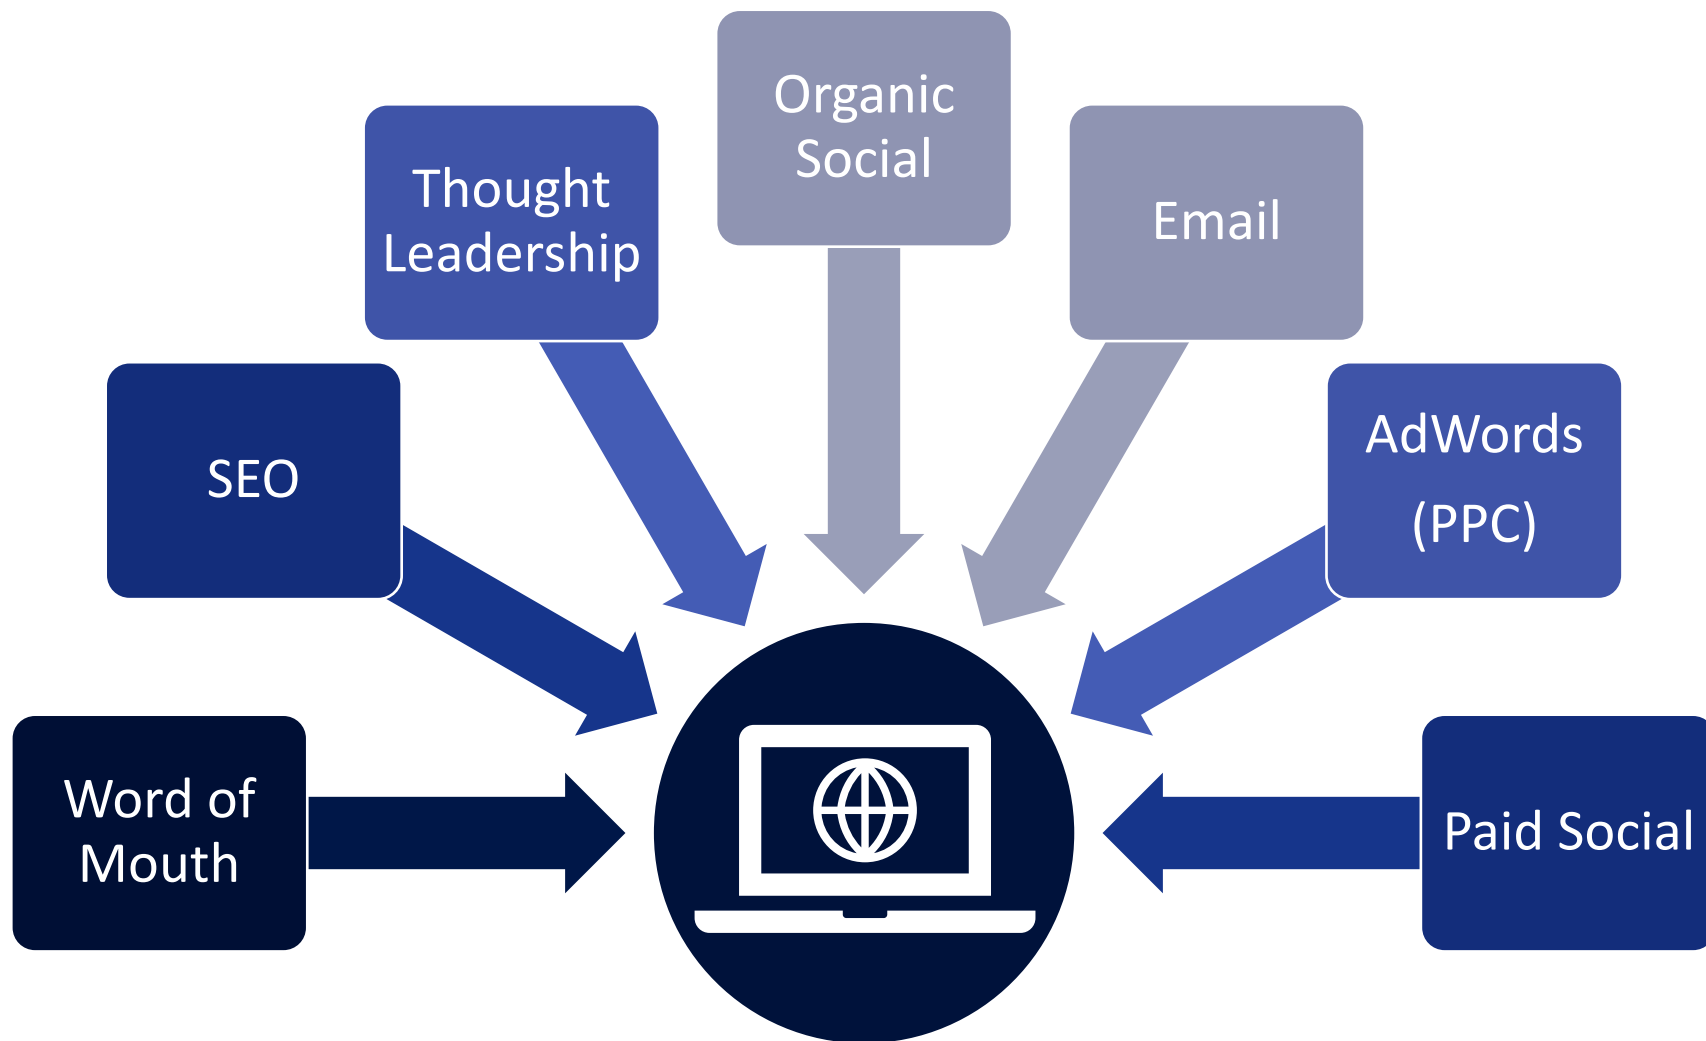 Organic
Social
Thought
Leadership
Email
SEO
AdWords
(PPC)
Word of
Mouth
Paid Social